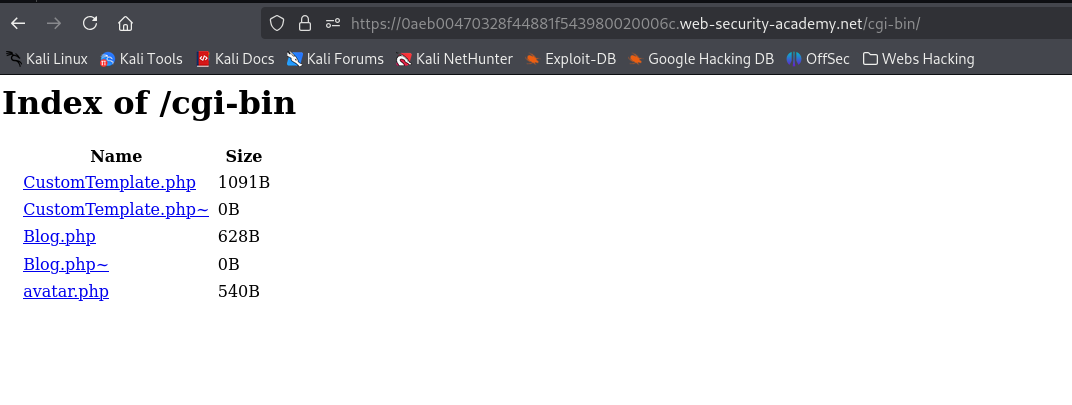 https://0aeb00470328f44881f543980020006c.web-security-academy.net/cgi-bin/
Kali Linux Kali Tools Kali Docs Kali Forums Kali NetHunter Exploit-DB Google Hacking DB OffSec Webs Hacking
Index of /cgi-bin
Name Size
CustomTemplate.php 1091B
CustomTemplate.php~ 0B
Blog.php 628B
Blog.php~ 0B
avatar.php 540B